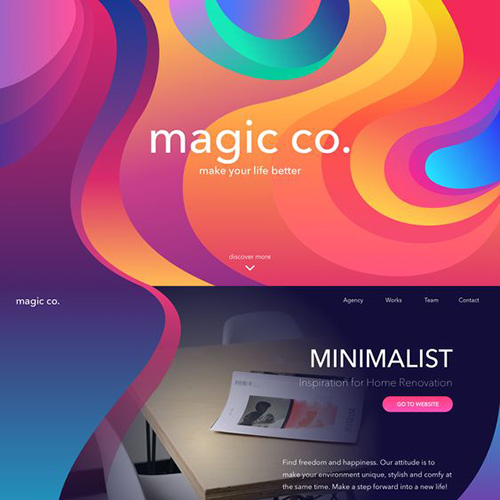 magic co.
make your life better
discover more
magic co.
Agency Works Team Contact
MINIMALIST
Inspiration for Home Renovation
GO TO WEBSITE
Find freedom and happiness. Our attitude is to
make your environment unique, stylish and comfy at
the same time. Make a step forward into a new life!